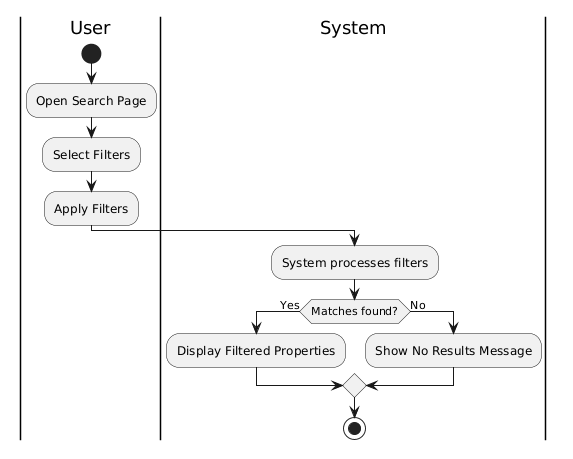 User
System
Open Search Page
Select Filters
Apply Filters
System processes filters
Yes
Matches found?
No
Display Filtered Properties
Show No Results Message